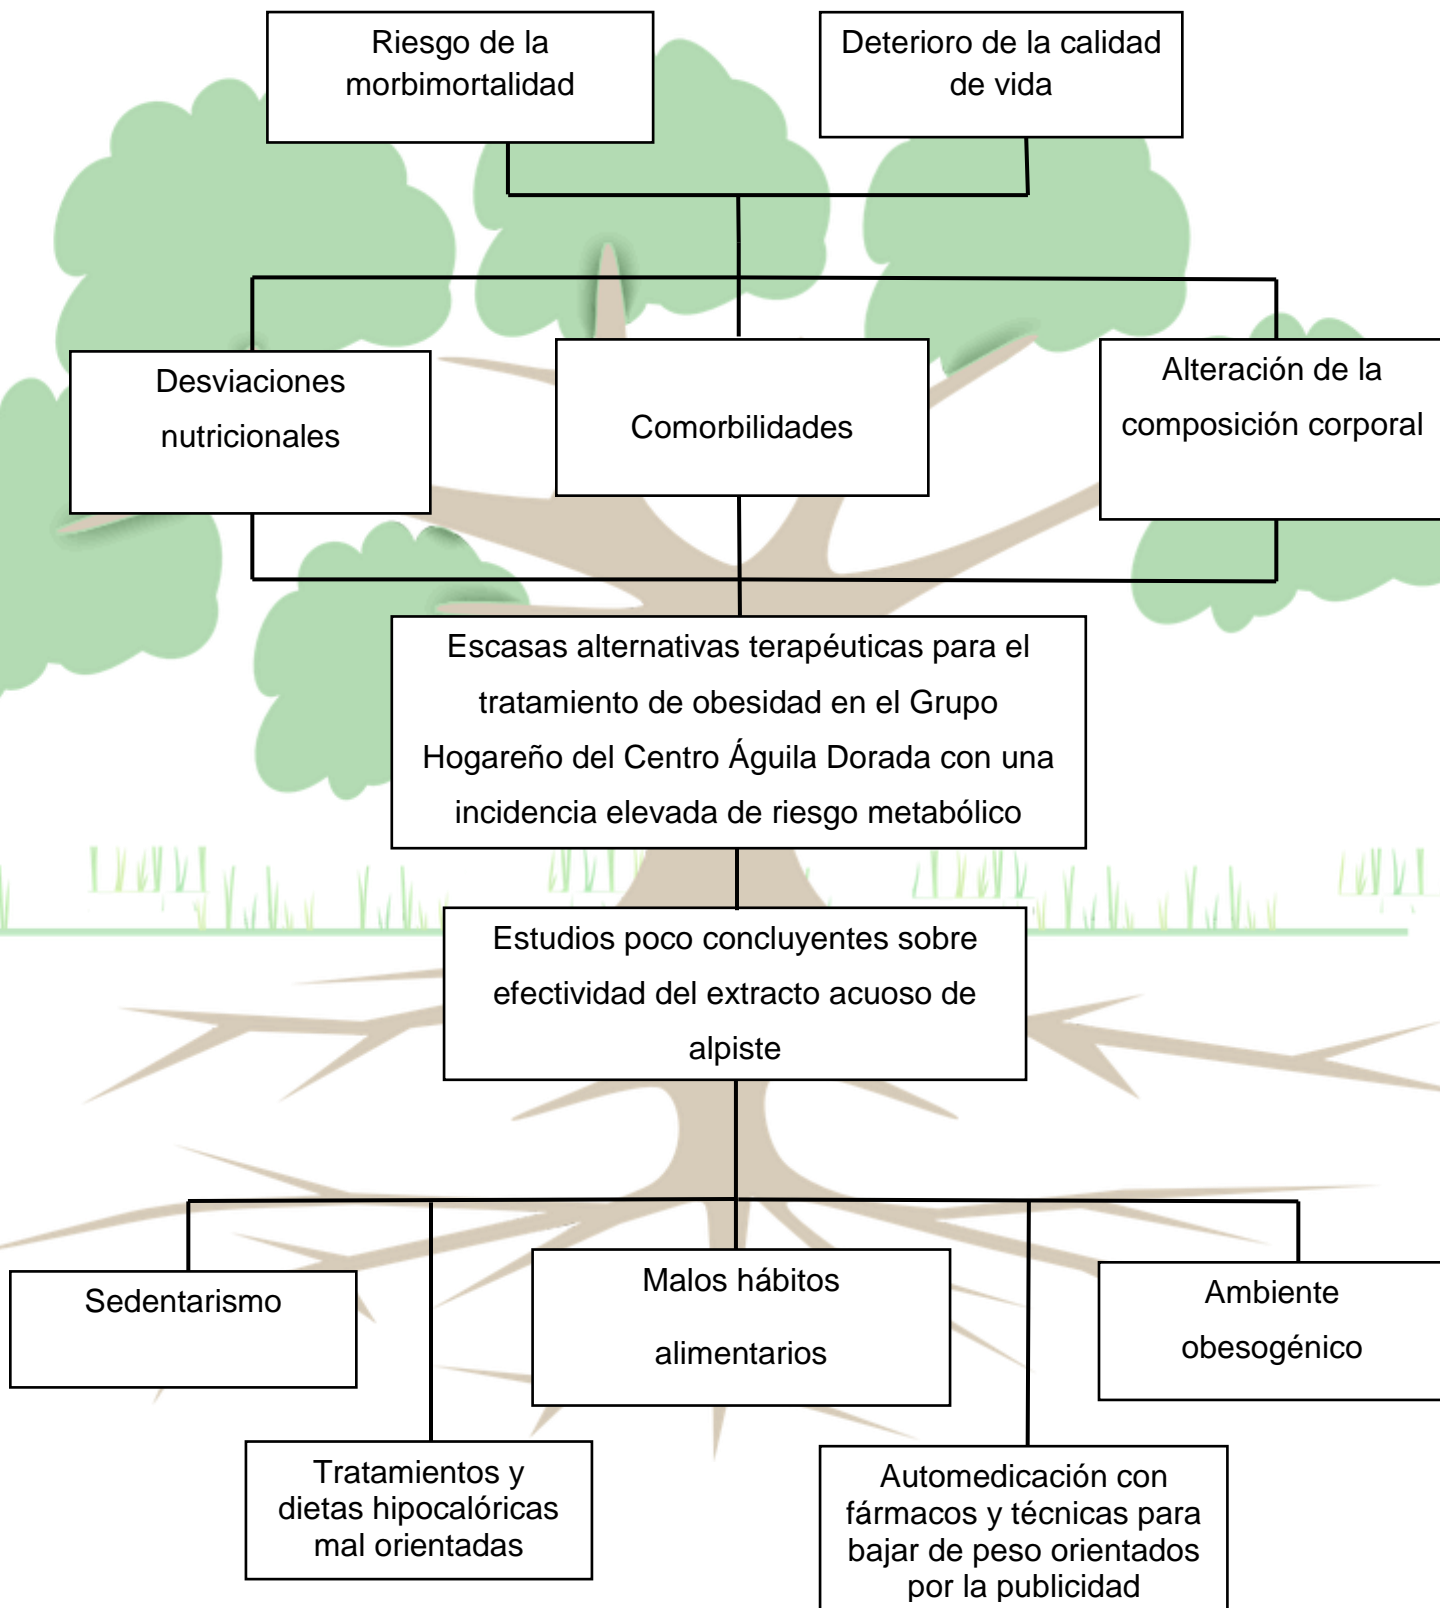 Riesgo de la
morbimortalidad
Deterioro de la calidad
de vida
Desviaciones
nutricionales
Comorbilidades
Alteración de la
composición corporal
Escasas alternativas terapéuticas para el
tratamiento de obesidad en el Grupo
Hogareño del Centro Águila Dorada con una
incidencia elevada de riesgo metabólico
Estudios poco concluyentes sobre
efectividad del extracto acuoso de
alpiste
Sedentarismo
Malos hábitos
alimentarios
Ambiente
obesogénico
Tratamientos y
dietas hipocalóricas
mal orientadas
Automedicación con
fármacos y técnicas para
bajar de peso orientados
por la publicidad